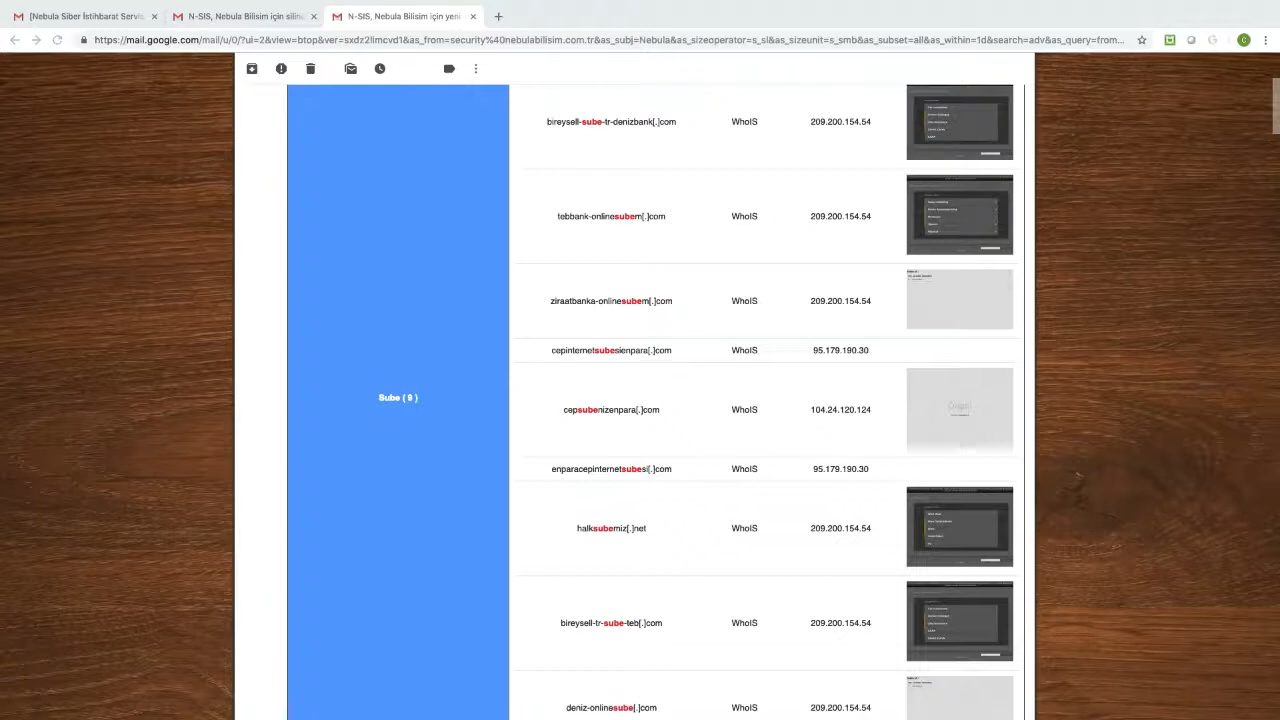 [Nebula Siber İstihbarat Servis
N-SIS, Nebula Bilisim için siline
N-SIS, Nebula Bilisim için yeni
https://mail.google.com/mail/u/0/?ui=2&view=btop&ver=sxdz2limcvd1&as_from=security%40nebulabilisim.com.tr&as_subj=Nebula&as_sizeoperator=s_sl&as_sizeunit=s_smb&as_subset=all&as_within=1d&search=adv&as_query=from...
bireysell-sube-tr-denizbank[.]com WhoIS 209.200.154.54
tebbank-onlinesubem[.]com WhoIS 209.200.154.54
ziraatbanka-onlinesubem[.]com WhoIS 209.200.154.54
cepinternetsubesienpara[.]com WhoIS 95.179.190.30
Sube ( 9 )
cepsubenizenpara[.]com WhoIS 104.24.120.124
enparacepinternetsubesi[.]com WhoIS 95.179.190.30
halksubemiz[.]net WhoIS 209.200.154.54
bireysell-tr-sube-teb[.]com WhoIS 209.200.154.54
deniz-onlinesube[.]com WhoIS 209.200.154.54